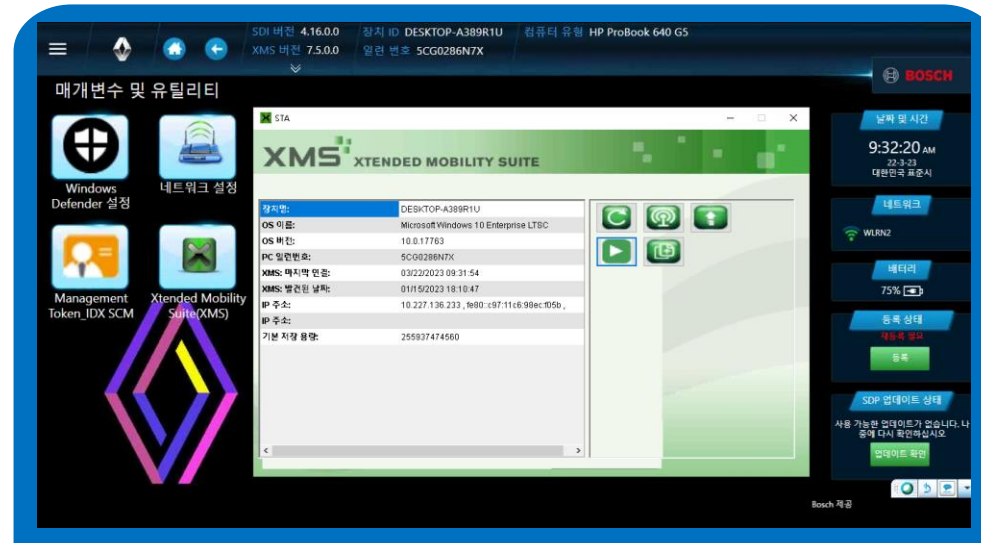 SDI 버전 4.16.0.0 장치 ID DESKTOP-A389R1U 컴퓨터 유형 HP ProBook 640 G5
XMS 버전 7.5.0.0 일련 번호 5CG0286N7X
BOSCH
매개변수 및 유틸리티
Windows Defender 설정
네트워크 설정
Management Token_IDX SCM
Xtended Mobility Suite(XMS)
STA
XMS XTENDED MOBILITY SUITE
장치명: DESKTOP-A389R1U
OS 이름: Microsoft Windows 10 Enterprise LTSC
OS 버전: 10.0.17763
PC 일련번호: 5CG0286N7X
XMS: 마지막 연결: 03/22/2023 09:31:54
XMS: 발견된 날짜: 01/15/2023 18:10:47
IP 주소: 10.227.136.233 , fe80::c97:11c6:98ec:f05b ,
IP 주소:
기본 저장 용량: 255937474560
날짜 및 시간
9:32:20 AM
22-3-23
대한민국 표준시
네트워크
WLRN2
배터리
75%
등록 상태
재등록 필요
등록
SDP 업데이트 상태
사용 가능한 업데이트가 없습니다. 나
중에 다시 확인하십시오
업데이트 확인
Bosch 제공